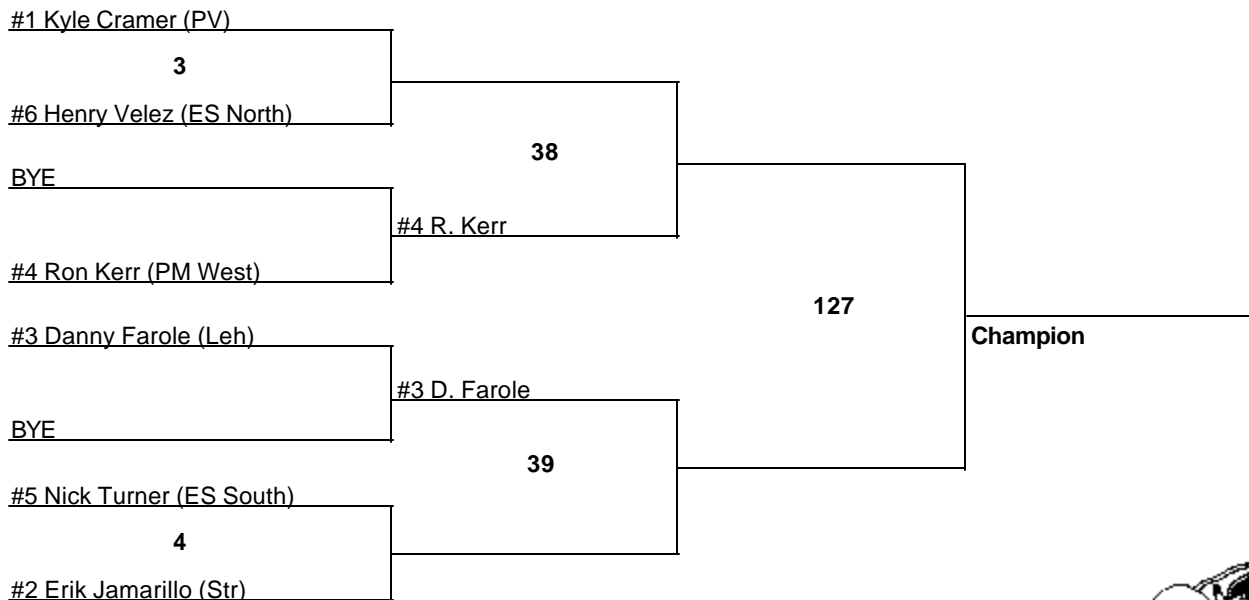 #1 Kyle Cramer (PV)
3
#6 Henry Velez (ES North)
38
BYE
#4 R. Kerr
#4 Ron Kerr (PM West)
127
#3 Danny Farole (Leh)
Champion
#3 D. Farole
BYE
39
#5 Nick Turner (ES South)
4
#2 Erik Jamarillo (Str)